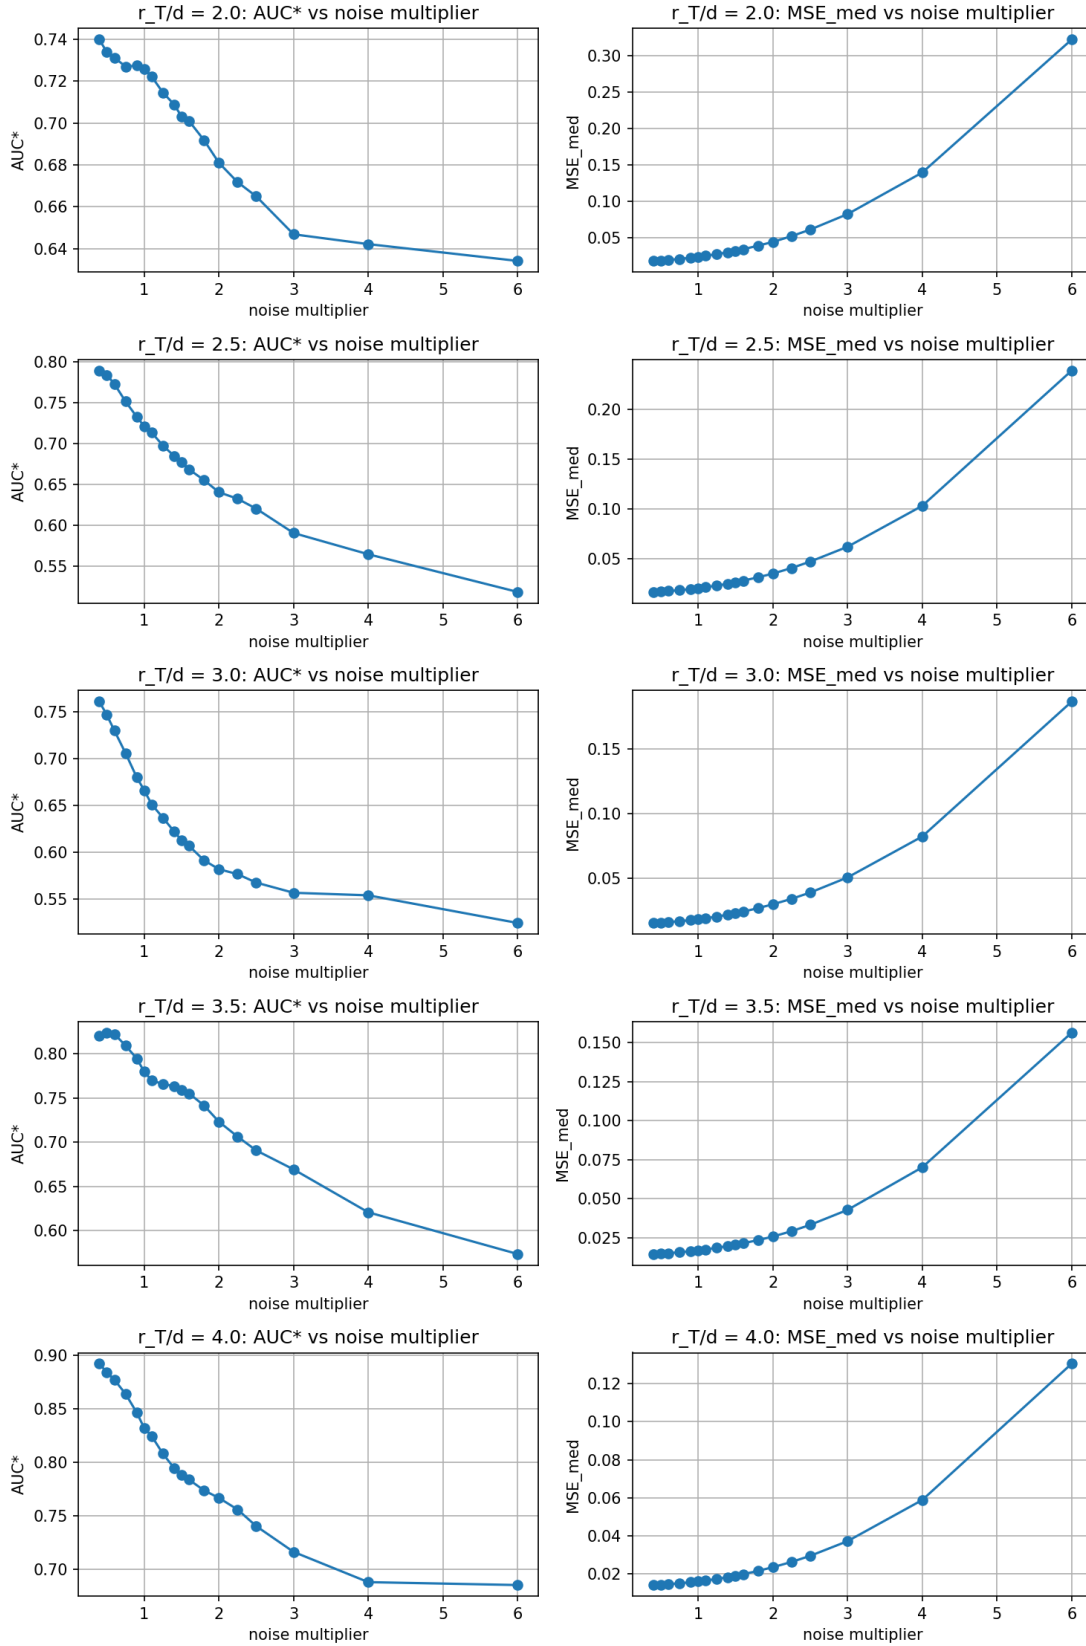 r_T/d = 2.0: AUC* vs noise multiplier
AUC*
0.74
0.72
0.70
0.68
0.66
0.64
1 2 3 4 5 6
noise multiplier
r_T/d = 2.0: MSE_med vs noise multiplier
MSE_med
0.30
0.25
0.20
0.15
0.10
0.05
1 2 3 4 5 6
noise multiplier
r_T/d = 2.5: AUC* vs noise multiplier
AUC*
0.80
0.75
0.70
0.65
0.60
0.55
1 2 3 4 5 6
noise multiplier
r_T/d = 2.5: MSE_med vs noise multiplier
MSE_med
0.20
0.15
0.10
0.05
1 2 3 4 5 6
noise multiplier
r_T/d = 3.0: AUC* vs noise multiplier
AUC*
0.75
0.70
0.65
0.60
0.55
1 2 3 4 5 6
noise multiplier
r_T/d = 3.0: MSE_med vs noise multiplier
MSE_med
0.15
0.10
0.05
1 2 3 4 5 6
noise multiplier
r_T/d = 3.5: AUC* vs noise multiplier
AUC*
0.80
0.75
0.70
0.65
0.60
1 2 3 4 5 6
noise multiplier
r_T/d = 3.5: MSE_med vs noise multiplier
MSE_med
0.150
0.125
0.100
0.075
0.050
0.025
1 2 3 4 5 6
noise multiplier
r_T/d = 4.0: AUC* vs noise multiplier
AUC*
0.90
0.85
0.80
0.75
0.70
1 2 3 4 5 6
noise multiplier
r_T/d = 4.0: MSE_med vs noise multiplier
MSE_med
0.12
0.10
0.08
0.06
0.04
0.02
1 2 3 4 5 6
noise multiplier